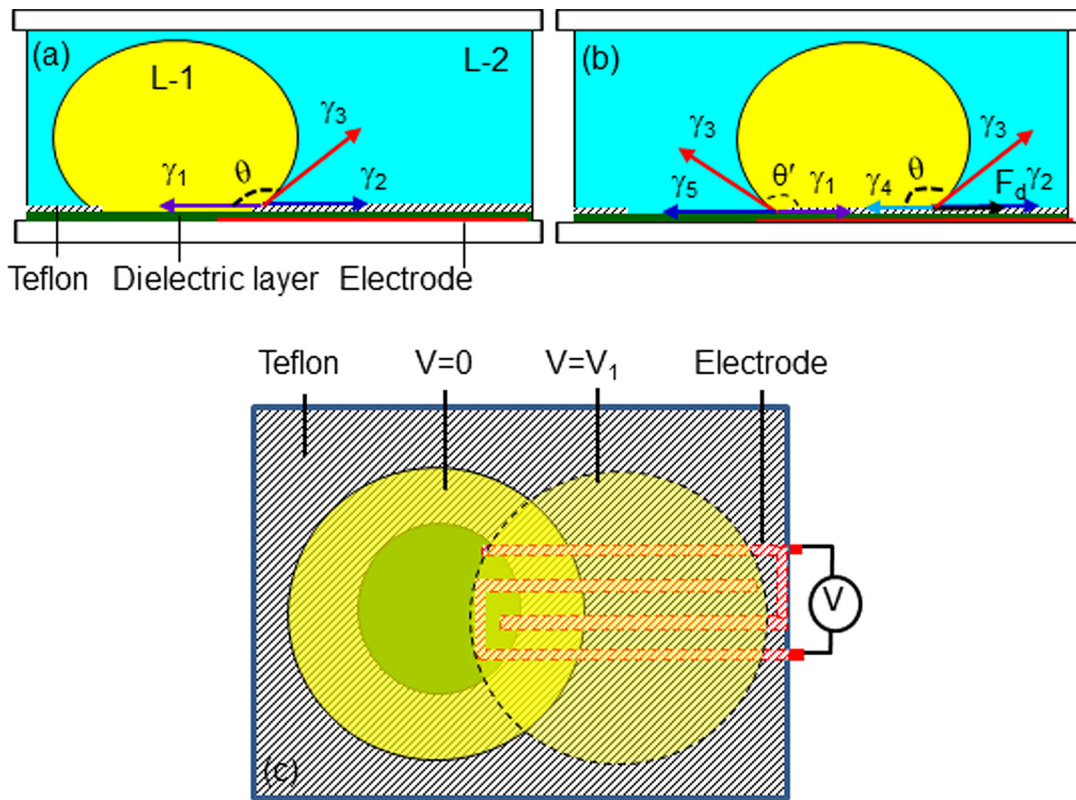 (a)
L-1
L-2
γ3
γ1
θ
γ2
Teflon
Dielectric layer
Electrode
(b)
γ3
γ3
γ5
θ′
γ1
γ4
θ
Fd
γ2
Teflon
V=0
V=V1
Electrode
V
(c)